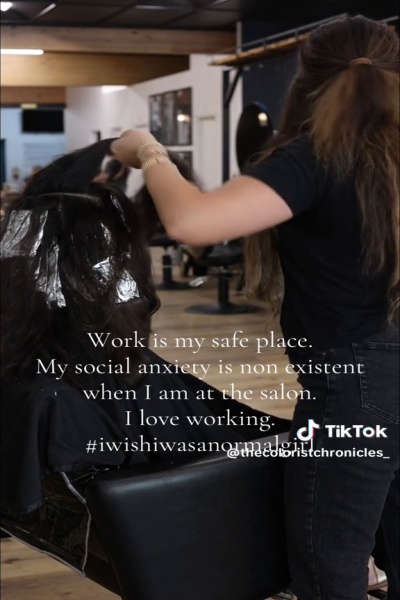 Work is my safe place.
My social anxiety is non existent
when I am at the salon.
I love working.
#iwishiwasanormalgirl
TikTok
@thecoloristchronicles_